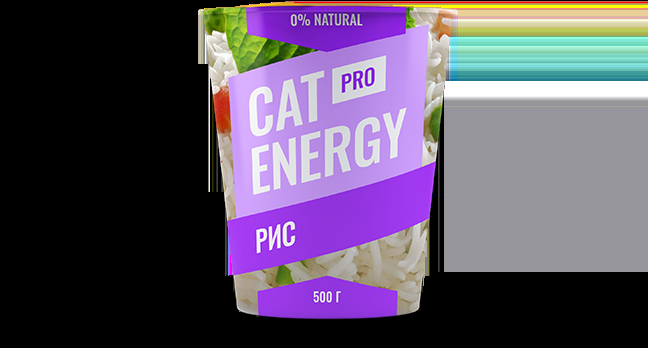 0% NATURAL
CAT PRO
ENERGY
РИС
500 Г